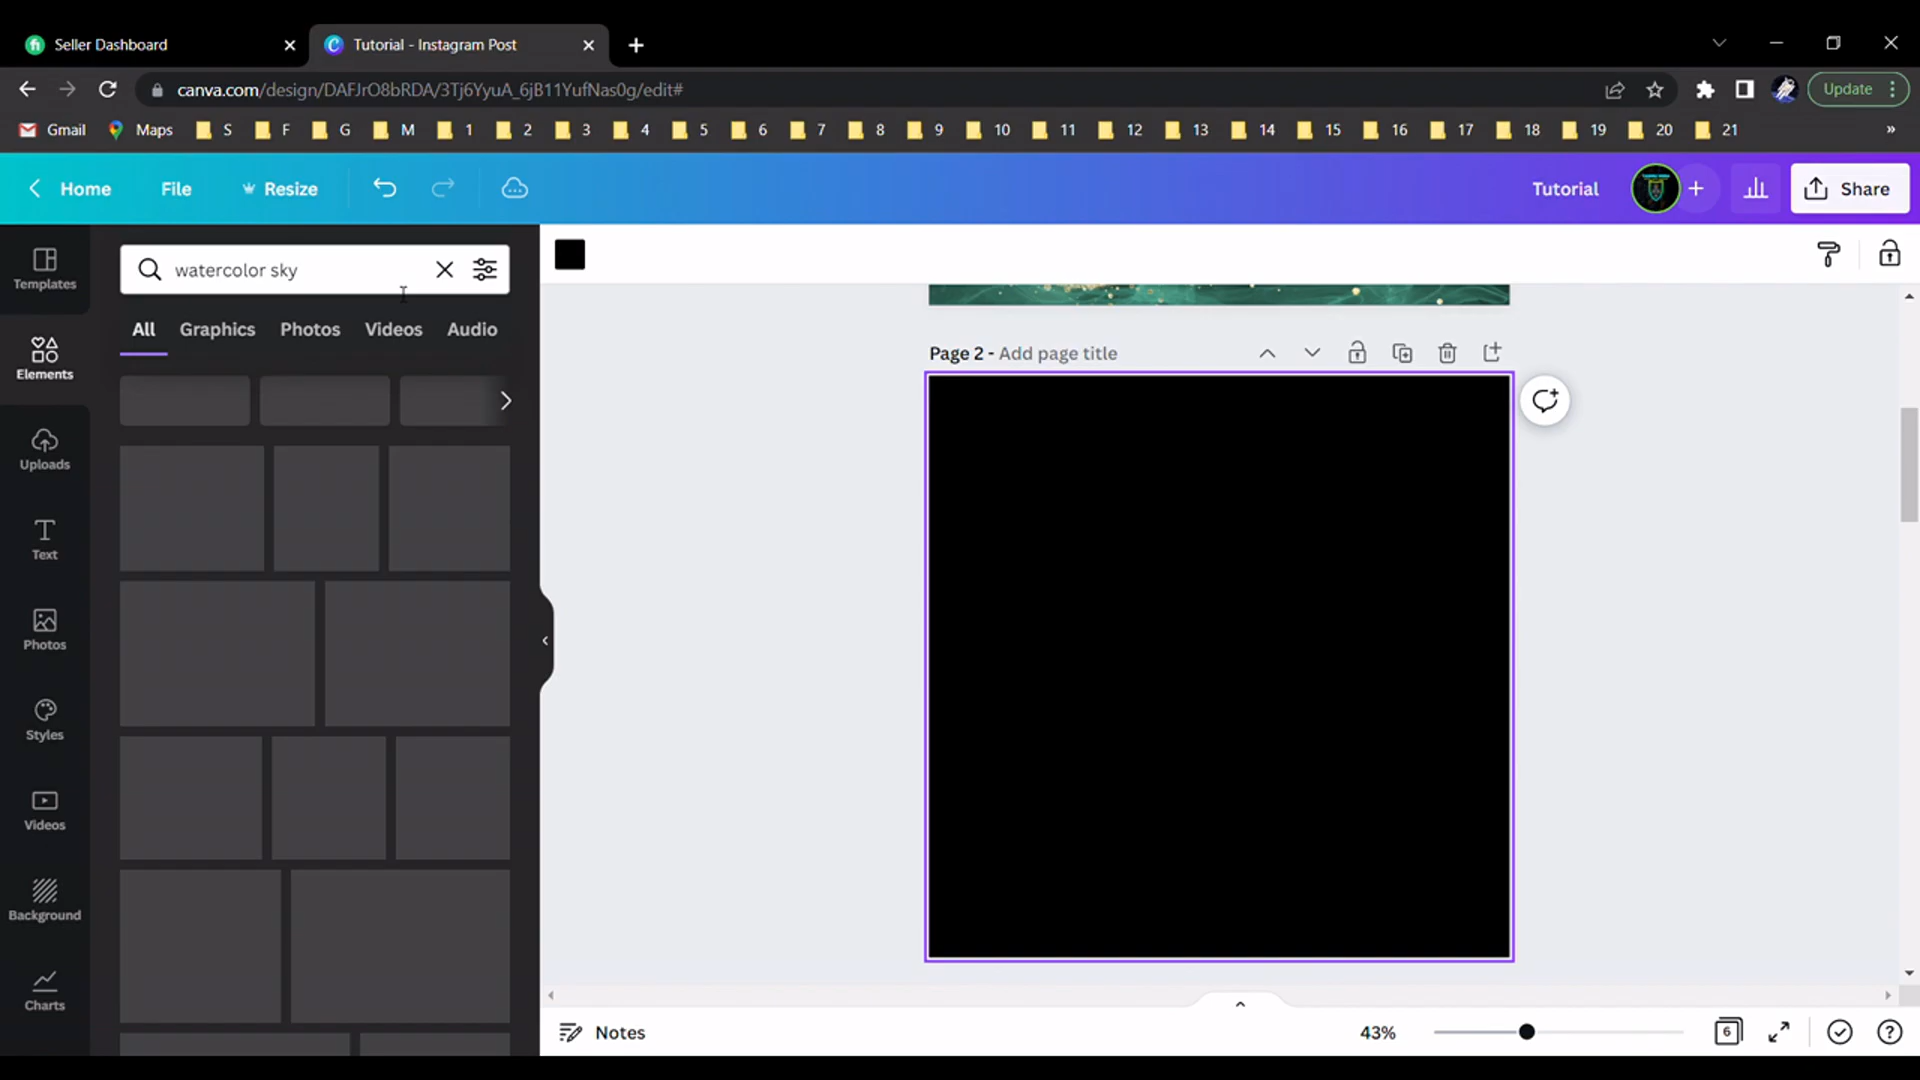 Seller Dashboard
Tutorial - Instagram Post
canva.com/design/DAFJrO8bRDA/3Tj6YyuA_6jB11YufNas0g/edit#
Update
Gmail Maps S F G M 1 2 3 4 5 6 7 8 9 10 11 12 13 14 15 16 17 18 19 20 21 »
Home File Resize Tutorial Share
Templates
Elements
Uploads
Text
Photos
Styles
Videos
Background
Charts
watercolor sky
All Graphics Photos Videos Audio
Page 2 - Add page title
Notes 43% 6